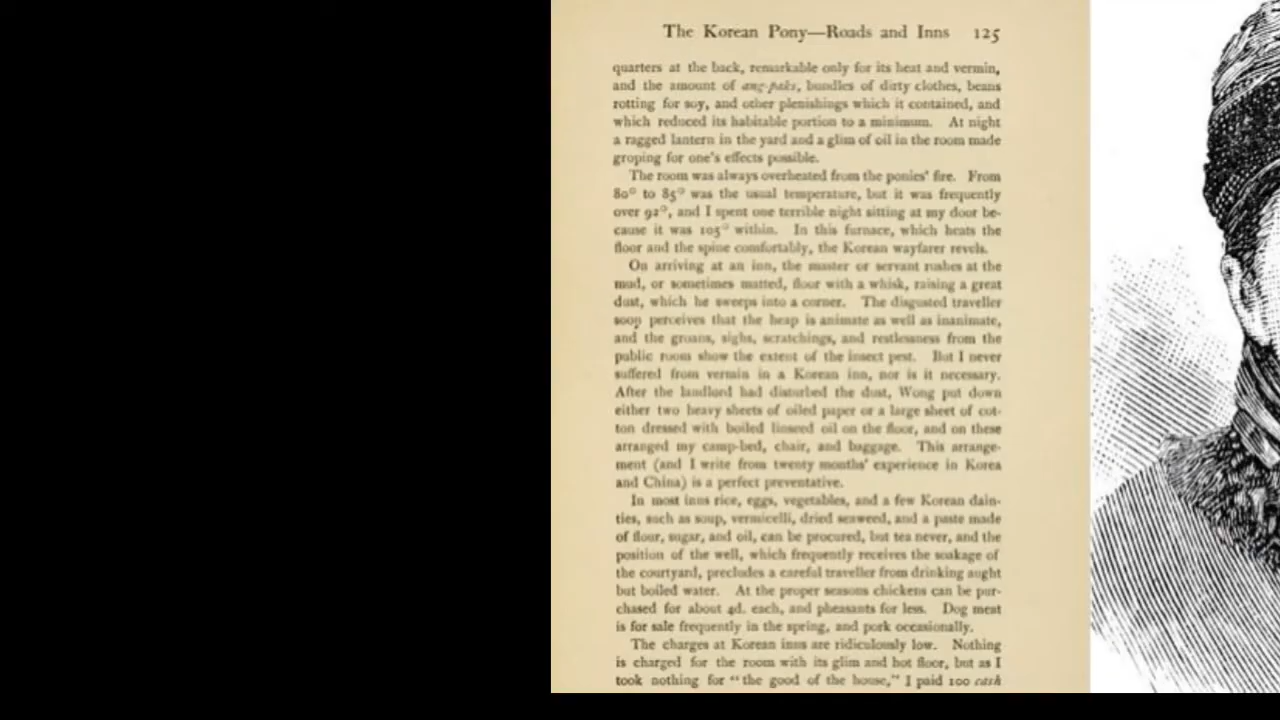 The Korean Pony—Roads and Inns 125
quarters at the back, remarkable only for its heat and vermin,
and the amount of ang-paks, bundles of dirty clothes, beans
rotting for soy, and other plenishings which it contained, and
which reduced its habitable portion to a minimum. At night
a ragged lantern in the yard and a glim of oil in the room made
groping for one's effects possible.
The room was always overheated from the ponies' fire. From
80° to 85° was the usual temperature, but it was frequently
over 92°, and I spent one terrible night sitting at my door be-
cause it was 105° within. In this furnace, which heats the
floor and the spine comfortably, the Korean wayfarer revels.
On arriving at an inn, the master or servant rushes at the
mud, or sometimes matted, floor with a whisk, raising a great
dust, which he sweeps into a corner. The disgusted traveller
soon perceives that the heap is animate as well as inanimate,
and the groans, sighs, scratchings, and restlessness from the
public room show the extent of the insect pest. But I never
suffered from vermin in a Korean inn, nor is it necessary.
After the landlord had disturbed the dust, Wong put down
either two heavy sheets of oiled paper or a large sheet of cot-
ton dressed with boiled linseed oil on the floor, and on these
arranged my camp-bed, chair, and baggage. This arrange-
ment (and I write from twenty months' experience in Korea
and China) is a perfect preventative.
In most inns rice, eggs, vegetables, and a few Korean dain-
ties, such as soup, vermicelli, dried seaweed, and a paste made
of flour, sugar, and oil, can be procured, but tea never, and the
position of the well, which frequently receives the soakage of
the courtyard, precludes a careful traveller from drinking aught
but boiled water. At the proper seasons chickens can be pur-
chased for about 4d. each, and pheasants for less. Dog meat
is for sale frequently in the spring, and pork occasionally.
The charges at Korean inns are ridiculously low. Nothing
is charged for the room with its glim and hot floor, but as I
took nothing for "the good of the house," I paid 100 cash